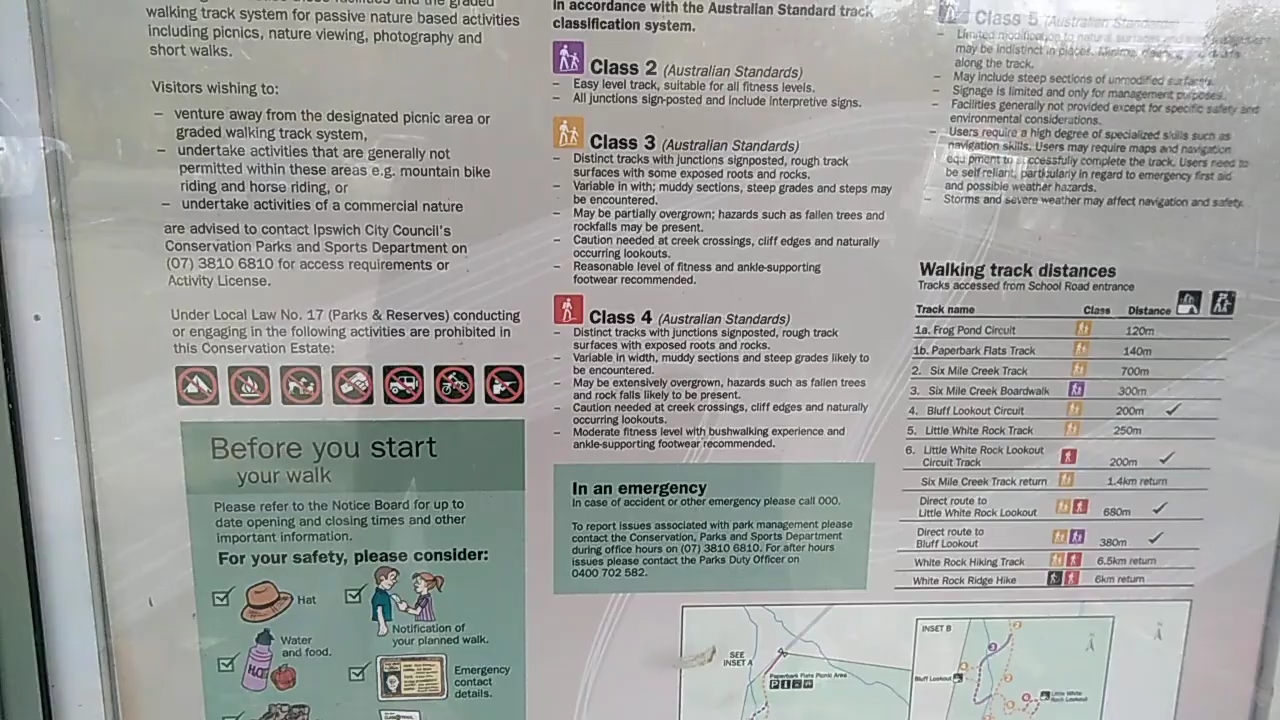 walking track system for passive nature based activities
including picnics, nature viewing, photography and
short walks.
Visitors wishing to:
– venture away from the designated picnic area or
graded walking track system,
– undertake activities that are generally not
permitted within these areas e.g. mountain bike
riding and horse riding, or
– undertake activities of a commercial nature
are advised to contact Ipswich City Council's
Conservation Parks and Sports Department on
(07) 3810 6810 for access requirements or
Activity License.
Under Local Law No. 17 (Parks & Reserves) conducting
or engaging in the following activities are prohibited in
this Conservation Estate:
Before you start
your walk
Please refer to the Notice Board for up to
date opening and closing times and other
important information.
For your safety, please consider:
Hat
Notification of
your planned walk.
Water
and food.
H2O
Emergency
contact
details.
In accordance with the Australian Standard track
classification system.
Class 2 (Australian Standards)
– Easy level track, suitable for all fitness levels.
– All junctions sign-posted and include interpretive signs.
Class 3 (Australian Standards)
– Distinct tracks with junctions signposted, rough track
surfaces with some exposed roots and rocks.
– Variable in with; muddy sections, steep grades and steps may
be encountered.
– May be partially overgrown; hazards such as fallen trees and
rockfalls may be present.
– Caution needed at creek crossings, cliff edges and naturally
occurring lookouts.
– Reasonable level of fitness and ankle-supporting
footwear recommended.
Class 4 (Australian Standards)
– Distinct tracks with junctions signposted, rough track
surfaces with exposed roots and rocks.
– Variable in width, muddy sections and steep grades likely to
be encountered.
– May be extensively overgrown, hazards such as fallen trees
and rock falls likely to be present.
– Caution needed at creek crossings, cliff edges and naturally
occurring lookouts.
– Moderate fitness level with bushwalking experience and
ankle-supporting footwear recommended.
In an emergency
In case of accident or other emergency please call 000.
To report issues associated with park management please
contact the Conservation, Parks and Sports Department
during office hours on (07) 3810 6810. For after hours
issues please contact the Parks Duty Officer on
0400 702 582.
Class 5 (Australian Standards)
– Limited modification to natural surfaces and
may be indistinct in places.
along the track.
– May include steep sections of unmodified surfaces.
– Signage is limited and only for management purposes.
– Facilities generally not provided except for specific safety and
environmental considerations.
– Users require a high degree of specialized skills such as
navigation skills. Users may require maps and navigation
equipment to successfully complete the track. Users need to
be self reliant, particularly in regard to emergency first aid
and possible weather hazards.
– Storms and severe weather may affect navigation and safety.
Walking track distances
Tracks accessed from School Road entrance
Track name Class Distance
1a. Frog Pond Circuit 120m
1b. Paperbark Flats Track 140m
2. Six Mile Creek Track 700m
3. Six Mile Creek Boardwalk 300m
4. Bluff Lookout Circuit 200m ✓
5. Little White Rock Track 250m
6. Little White Rock Lookout
Circuit Track 200m ✓
Six Mile Creek Track return 1.4km return
Direct route to
Little White Rock Lookout 680m ✓
Direct route to
Bluff Lookout 380m ✓
White Rock Hiking Track 6.5km return
White Rock Ridge Hike 6km return
SEE
INSET A
Paperbark Flats Picnic Area
INSET B
Bluff Lookout
Little White
Rock Lookout